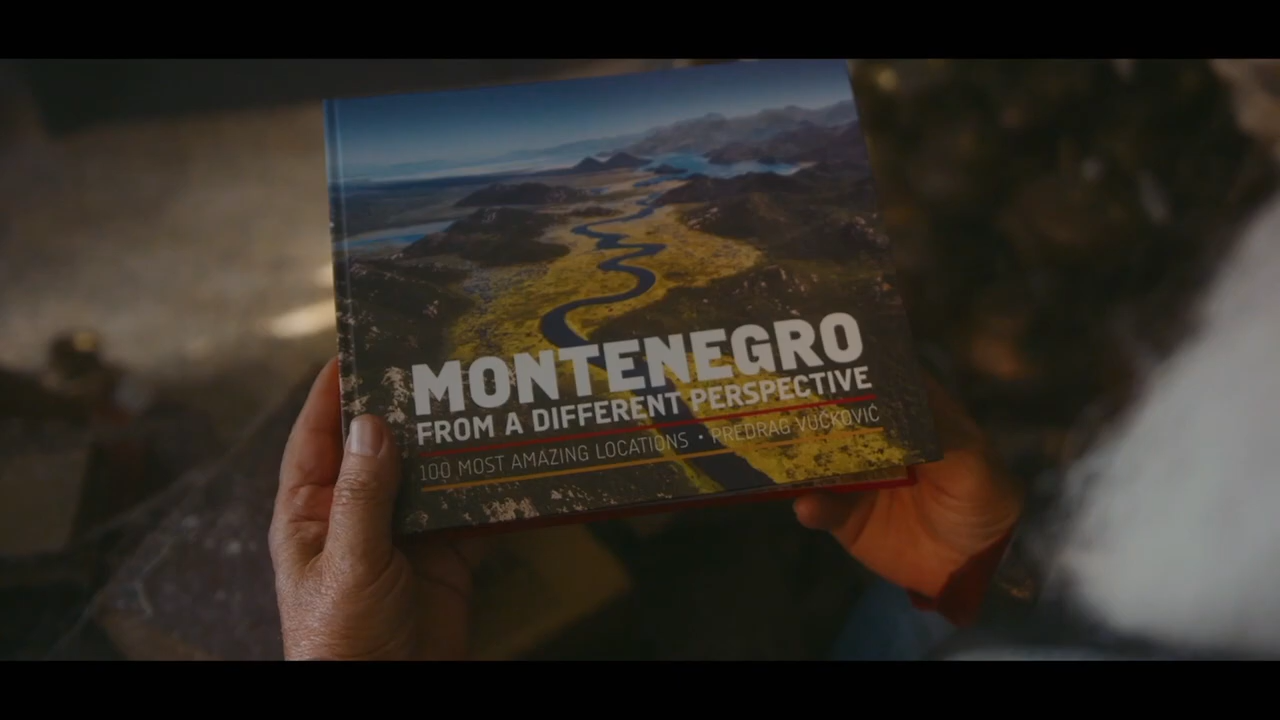 MONTENEGRO
FROM A DIFFERENT PERSPECTIVE
100 MOST AMAZING LOCATIONS • PREDRAG VUČKOVIĆ